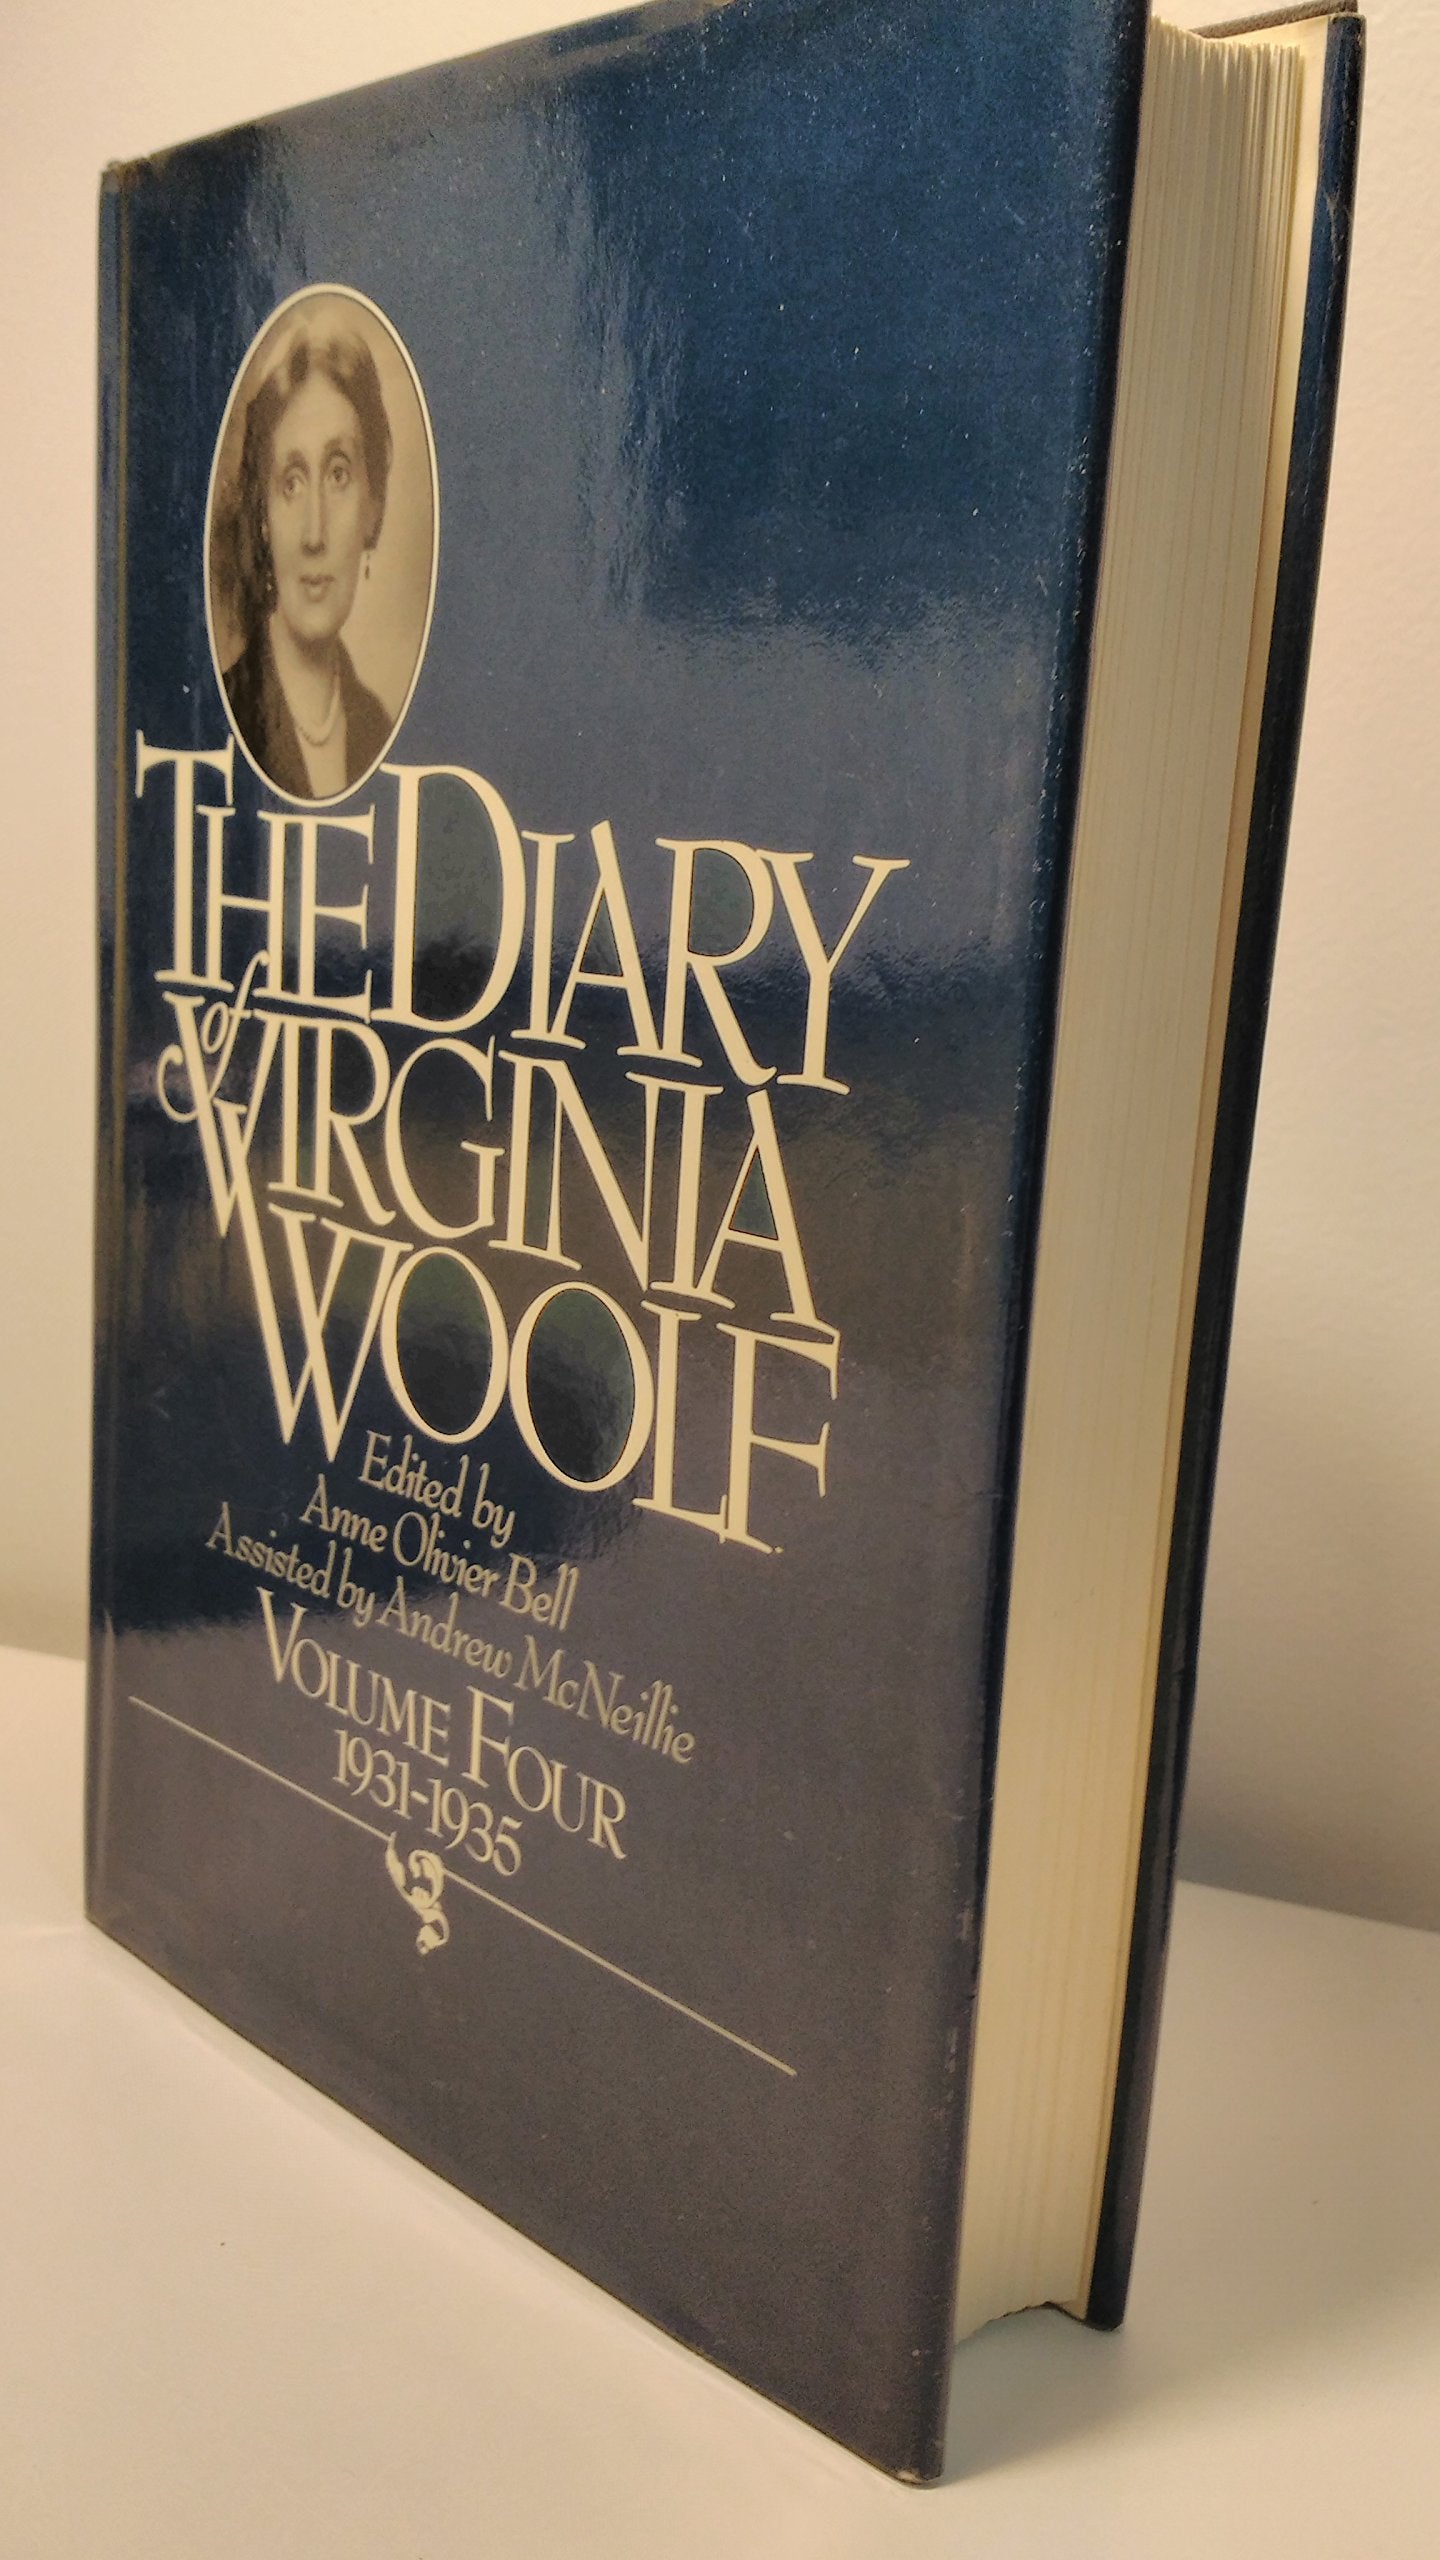 THE DIARY
of VIRGINIA
WOOLF
Edited by
Anne Olivier Bell
Assisted by Andrew McNeillie
VOLUME FOUR
1931-1935